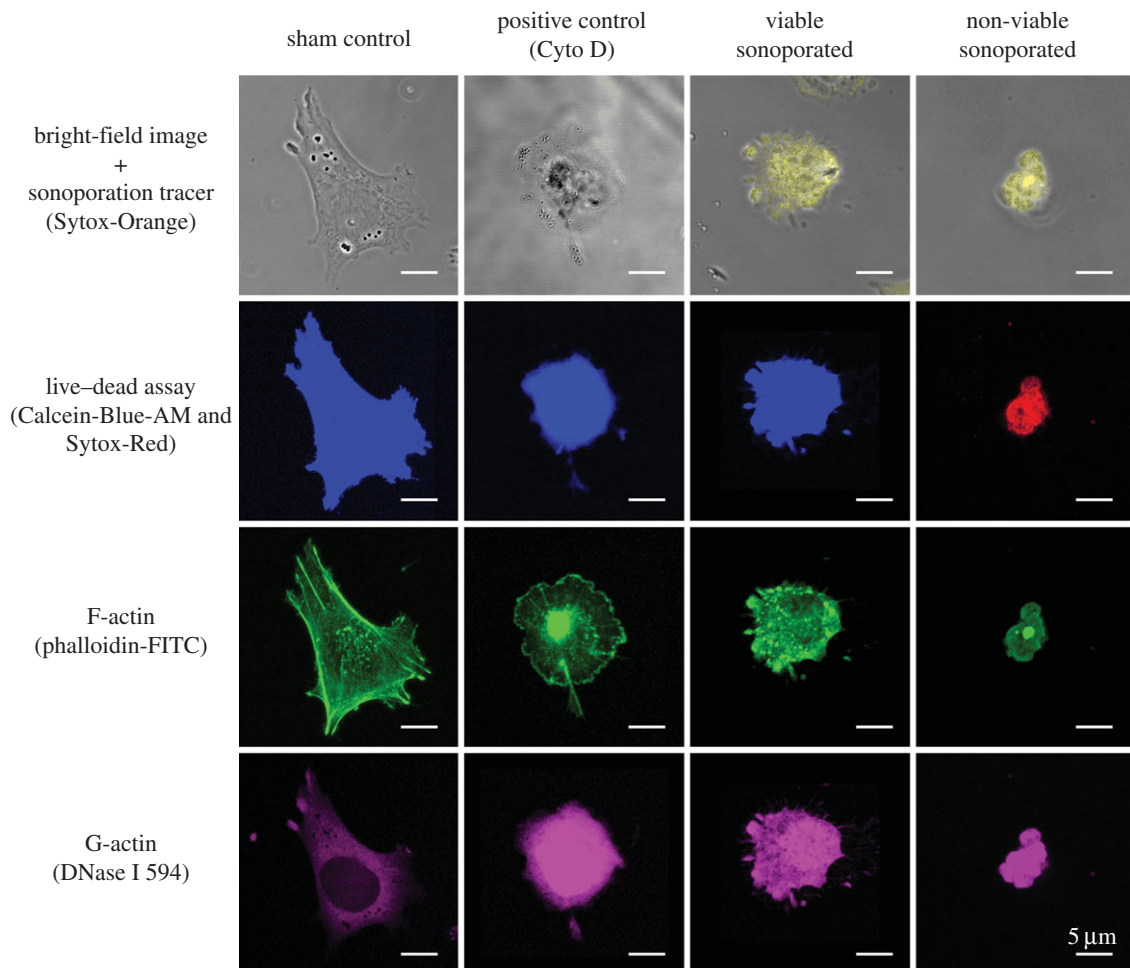 sham control
positive control
(Cyto D)
viable
sonoporated
non-viable
sonoporated
bright-field image
+
sonoporation tracer
(Sytox-Orange)
live–dead assay
(Calcein-Blue-AM and
Sytox-Red)
F-actin
(phalloidin-FITC)
G-actin
(DNase I 594)
5 µm